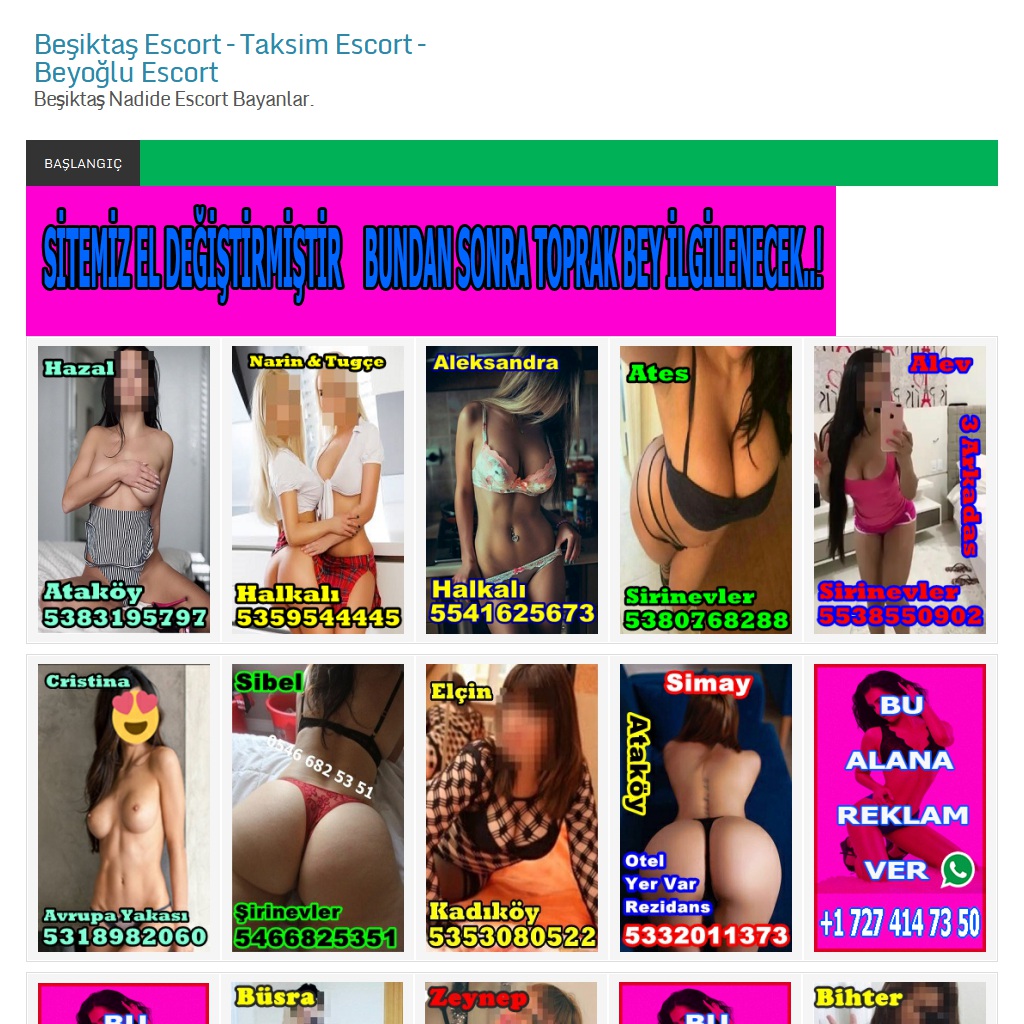 Beşiktaş Escort - Taksim Escort -
Beyoğlu Escort
Beşiktaş Nadide Escort Bayanlar.
BAŞLANGIÇ
SİTEMİZ EL DEĞİŞTİRMİŞTİR BUNDAN SONRA TOPRAK BEY İLGİLENECEK..!
Hazal
Ataköy
5383195797
Narin & Tugçe
Halkalı
5359544445
Aleksandra
Halkalı
5541625673
Ates
Sirinevler
5380768288
Alev
3 Arkadas
Sirinevler
5538550902
Cristina
Avrupa Yakası
5318982060
Sibel
0546 682 53 51
Şirinevler
5466825351
Elçin
Kadıköy
5353080522
Simay
Ataköy
Otel
Yer Var
Rezidans
5332011373
BU
ALANA
REKLAM
VER
+1 727 414 73 50
BU
Büsra
Zeynep
BU
Bihter